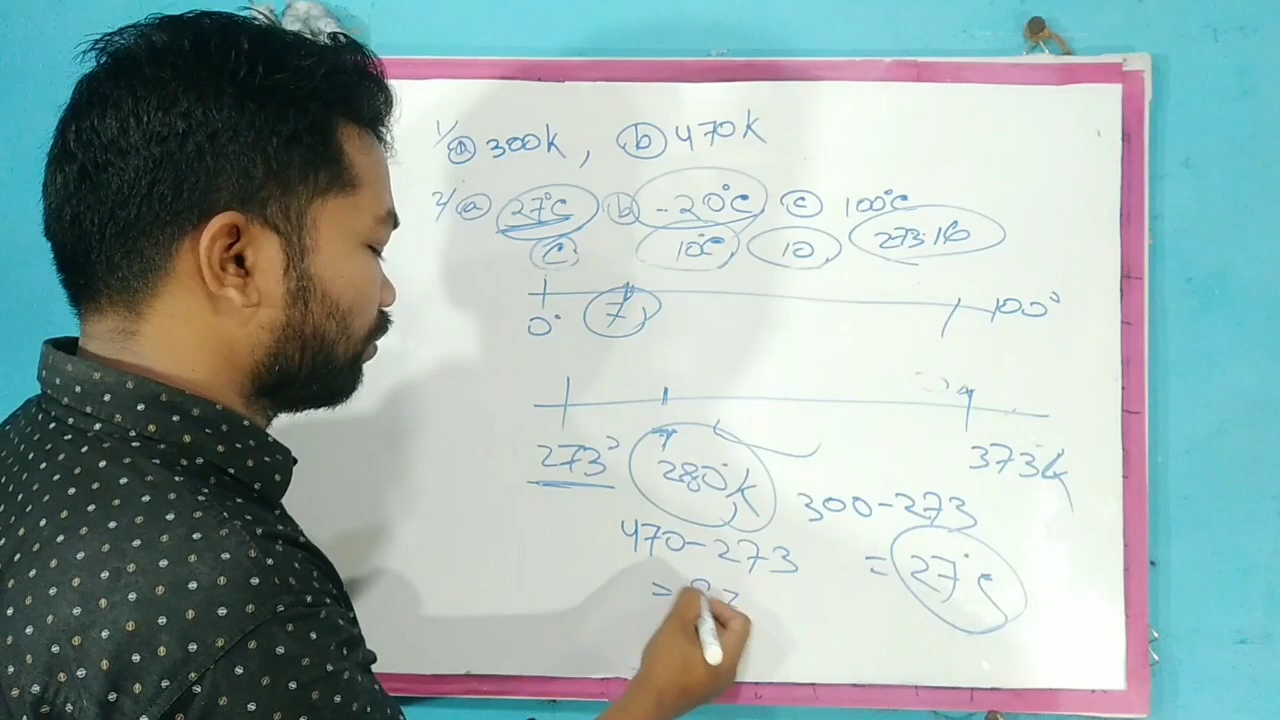 1/ a 300K, b 470K
2/ a 27°C b -20°C c 100°C
C 10°C 10 273.16
0° 7 100°
273° 280°K 373K
300-273
470-273 = 27°C
=